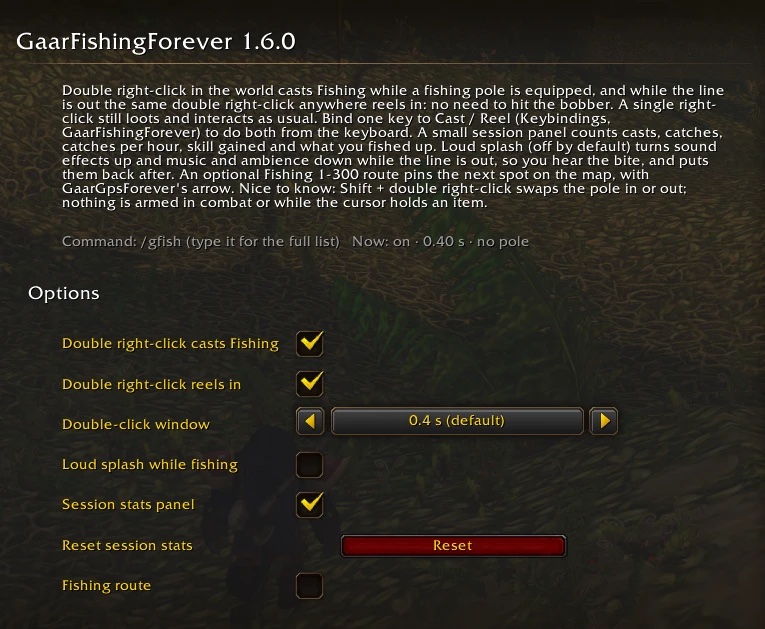 GaarFishingForever 1.6.0
Double right-click in the world casts Fishing while a fishing pole is equipped, and while the line
is out the same double right-click anywhere reels in: no need to hit the bobber. A single right-
click still loots and interacts as usual. Bind one key to Cast / Reel (Keybindings,
GaarFishingForever) to do both from the keyboard. A small session panel counts casts, catches,
catches per hour, skill gained and what you fished up. Loud splash (off by default) turns sound
effects up and music and ambience down while the line is out, so you hear the bite, and puts
them back after. An optional Fishing 1-300 route pins the next spot on the map, with
GaarGpsForever's arrow. Nice to know: Shift + double right-click swaps the pole in or out;
nothing is armed in combat or while the cursor holds an item.
Command: /gfish (type it for the full list)   Now: on · 0.40 s · no pole
Options
Double right-click casts Fishing
Double right-click reels in
Double-click window 0.4 s (default)
Loud splash while fishing
Session stats panel
Reset session stats Reset
Fishing route